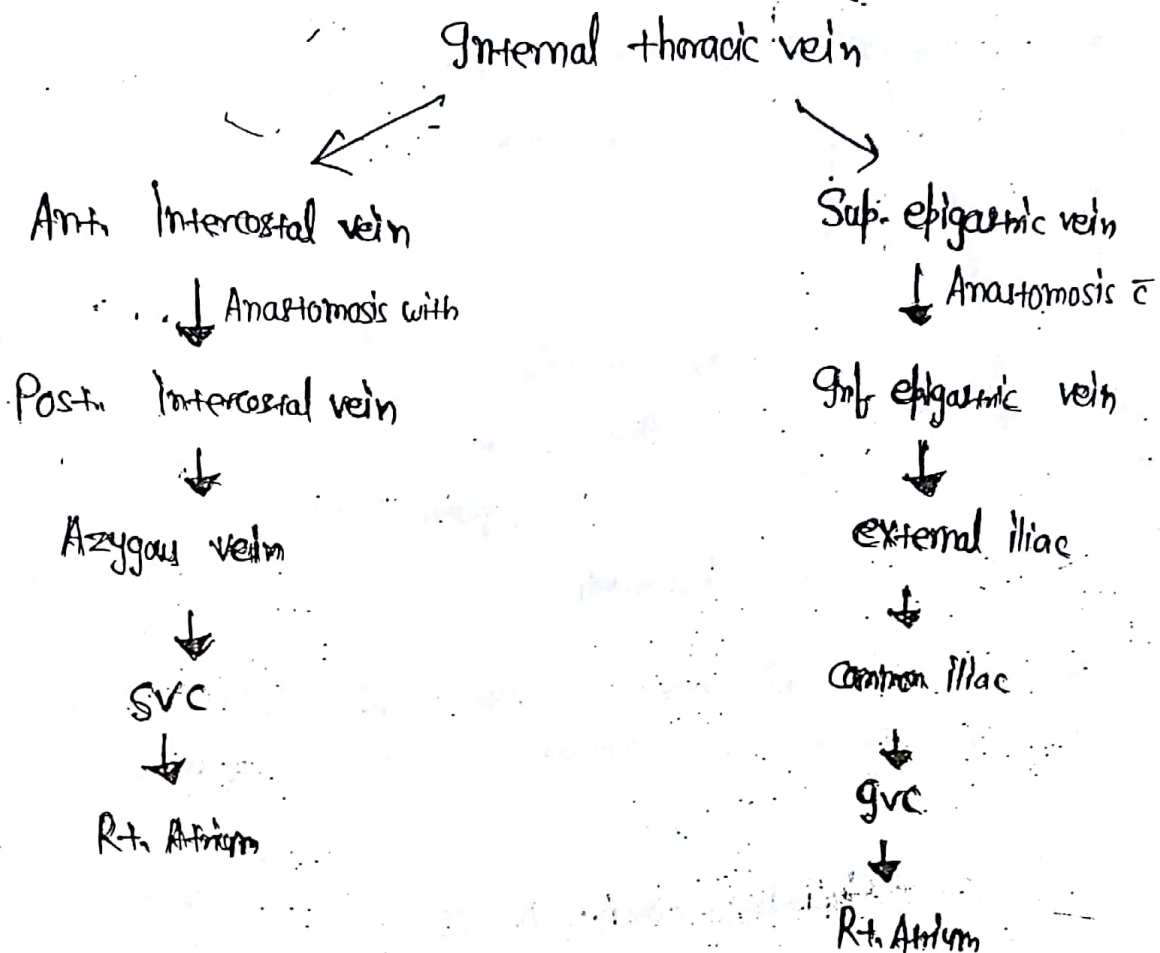 Internal thoracic vein
Ant. Intercostal vein
Sup. epigastric vein
Anastomosis with
Anastomosis c̄
Post. Intercostal vein
Inf epigastric vein
Azygous vein
external iliac
SVC
common iliac
Rt. Atrium
IVC
Rt. Atrium